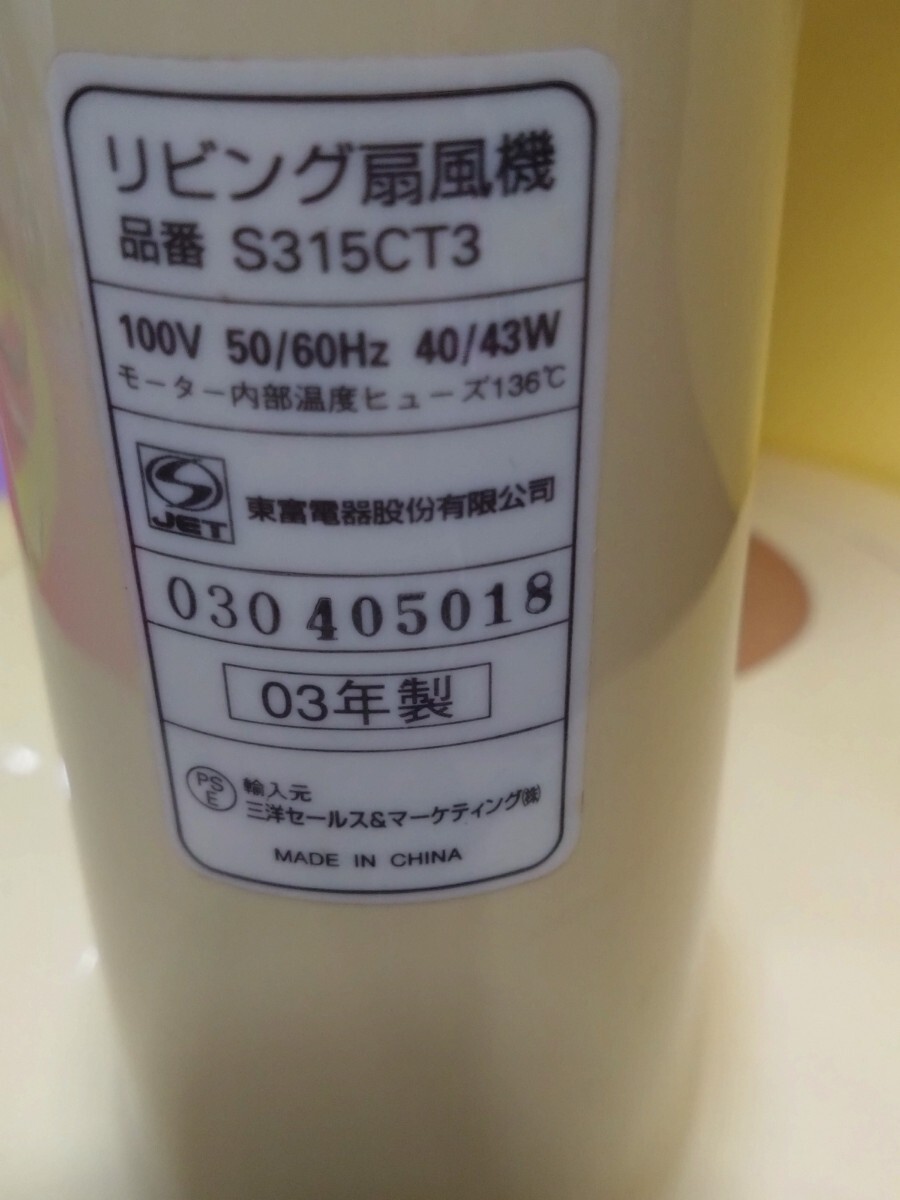 リビング扇風機
品番 S315CT3
100V 50/60Hz 40/43W
モーター内部温度ヒューズ136℃
JET 東富電器股份有限公司
030405018
03年製
PSE 輸入元
三洋セールス&マーケティング㈱
MADE IN CHINA